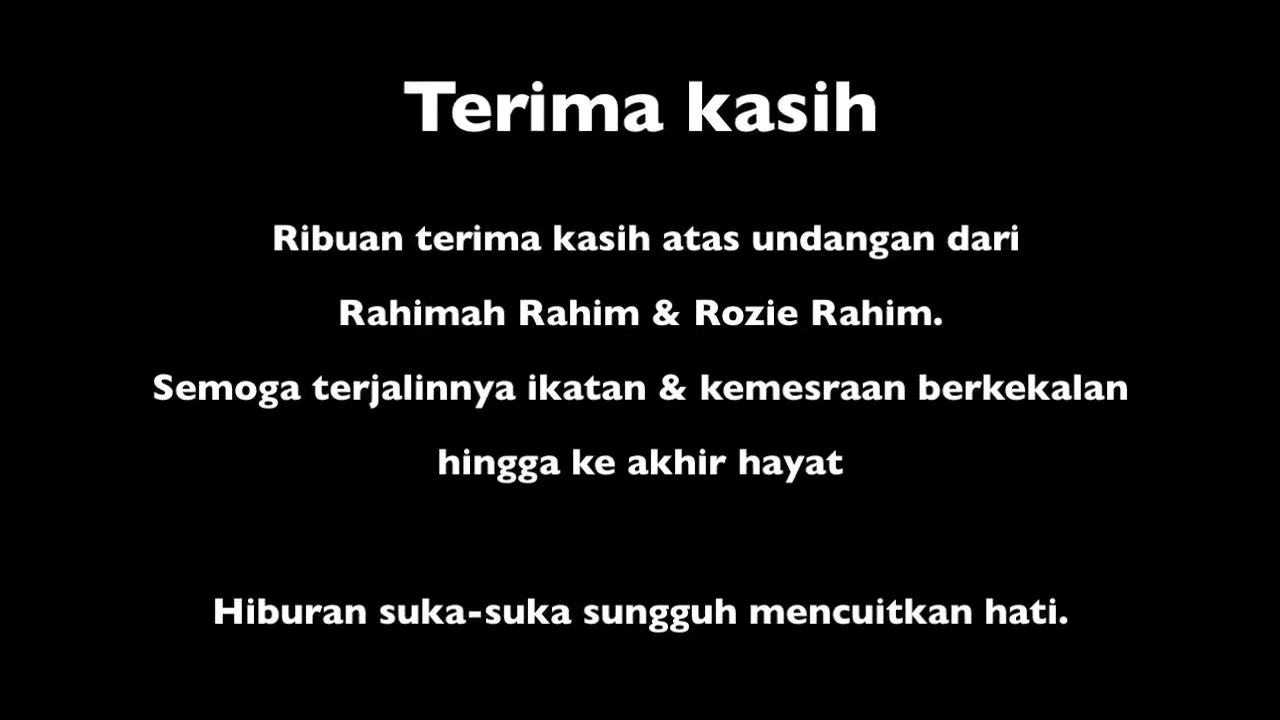 Terima kasih
Ribuan terima kasih atas undangan dari
Rahimah Rahim & Rozie Rahim.
Semoga terjalinnya ikatan & kemesraan berkekalan
hingga ke akhir hayat
Hiburan suka-suka sungguh mencuitkan hati.